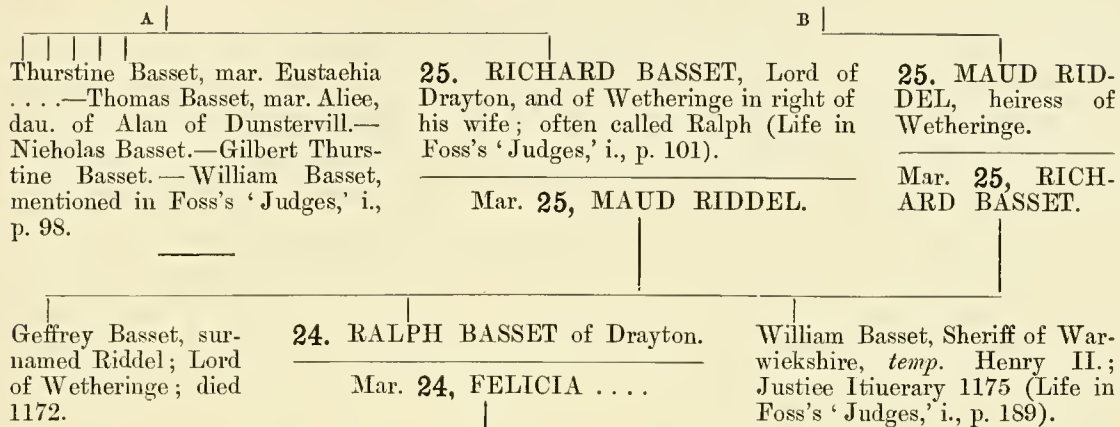 A
B
Thurstine Basset, mar. Eustaehia
. . . .—Thomas Basset, mar. Aliee,
dau. of Alan of Dunstervill.—
Nieholas Basset.—Gilbert Thurs-
tine Basset.—William Basset,
mentioned in Foss's ‘Judges,’ i.,
p. 98.
25. RICHARD BASSET, Lord of
Drayton, and of Wetheringe in right of
his wife; often called Ralph (Life in
Foss's ‘Judges,’ i., p. 101).
Mar. 25, MAUD RIDDEL.
25. MAUD RID-
DEL, heiress of
Wetheringe.
Mar. 25, RICH-
ARD BASSET.
Geffrey Basset, sur-
named Riddel; Lord
of Wetheringe; died
1172.
24. RALPH BASSET of Drayton.
Mar. 24, FELICIA . . . .
William Basset, Sheriff of War-
wiekshire, temp. Henry II.;
Justiee Itiuerary 1175 (Life in
Foss's ‘Judges,’ i., p. 189).